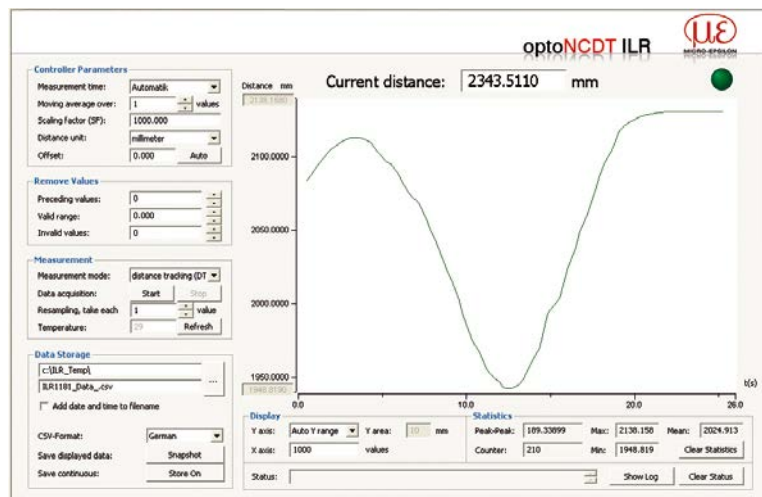 optoNCDT ILR
με
MICRO-EPSILON
Controller Parameters
Measurement time: Automatik
Moving average over: 1 values
Scaling factor (SF): 1000.000
Distance unit: millimeter
Offset: 0.000 Auto
Remove Values
Preceding values: 0
Valid range: 0.000
Invalid values: 0
Measurement
Measurement mode: distance tracking (DT
Data acquisition: Start Stop
Resampling, take each 1 value
Temperature: 29 Refresh
Data Storage
c:\ILR_Temp\
ILR1181_Data_.csv ...
Add date and time to filename
CSV-Format: German
Save displayed data: Snapshot
Save continuous: Store On
Distance mm
Current distance: 2343.5110 mm
2138.1580
2100.0000
2050.0000
2000.0000
1950.0000
1948.8190
t(s)
0.0 10.0 20.0 26.0
Display
Y axis: Auto Y range Y area: 10 mm
X axis: 1000 values
Statistics
Peak-Peak: 189.33899 Max: 2138.158 Mean: 2024.913
Counter: 210 Min: 1948.819 Clear Statistics
Status: Show Log Clear Status